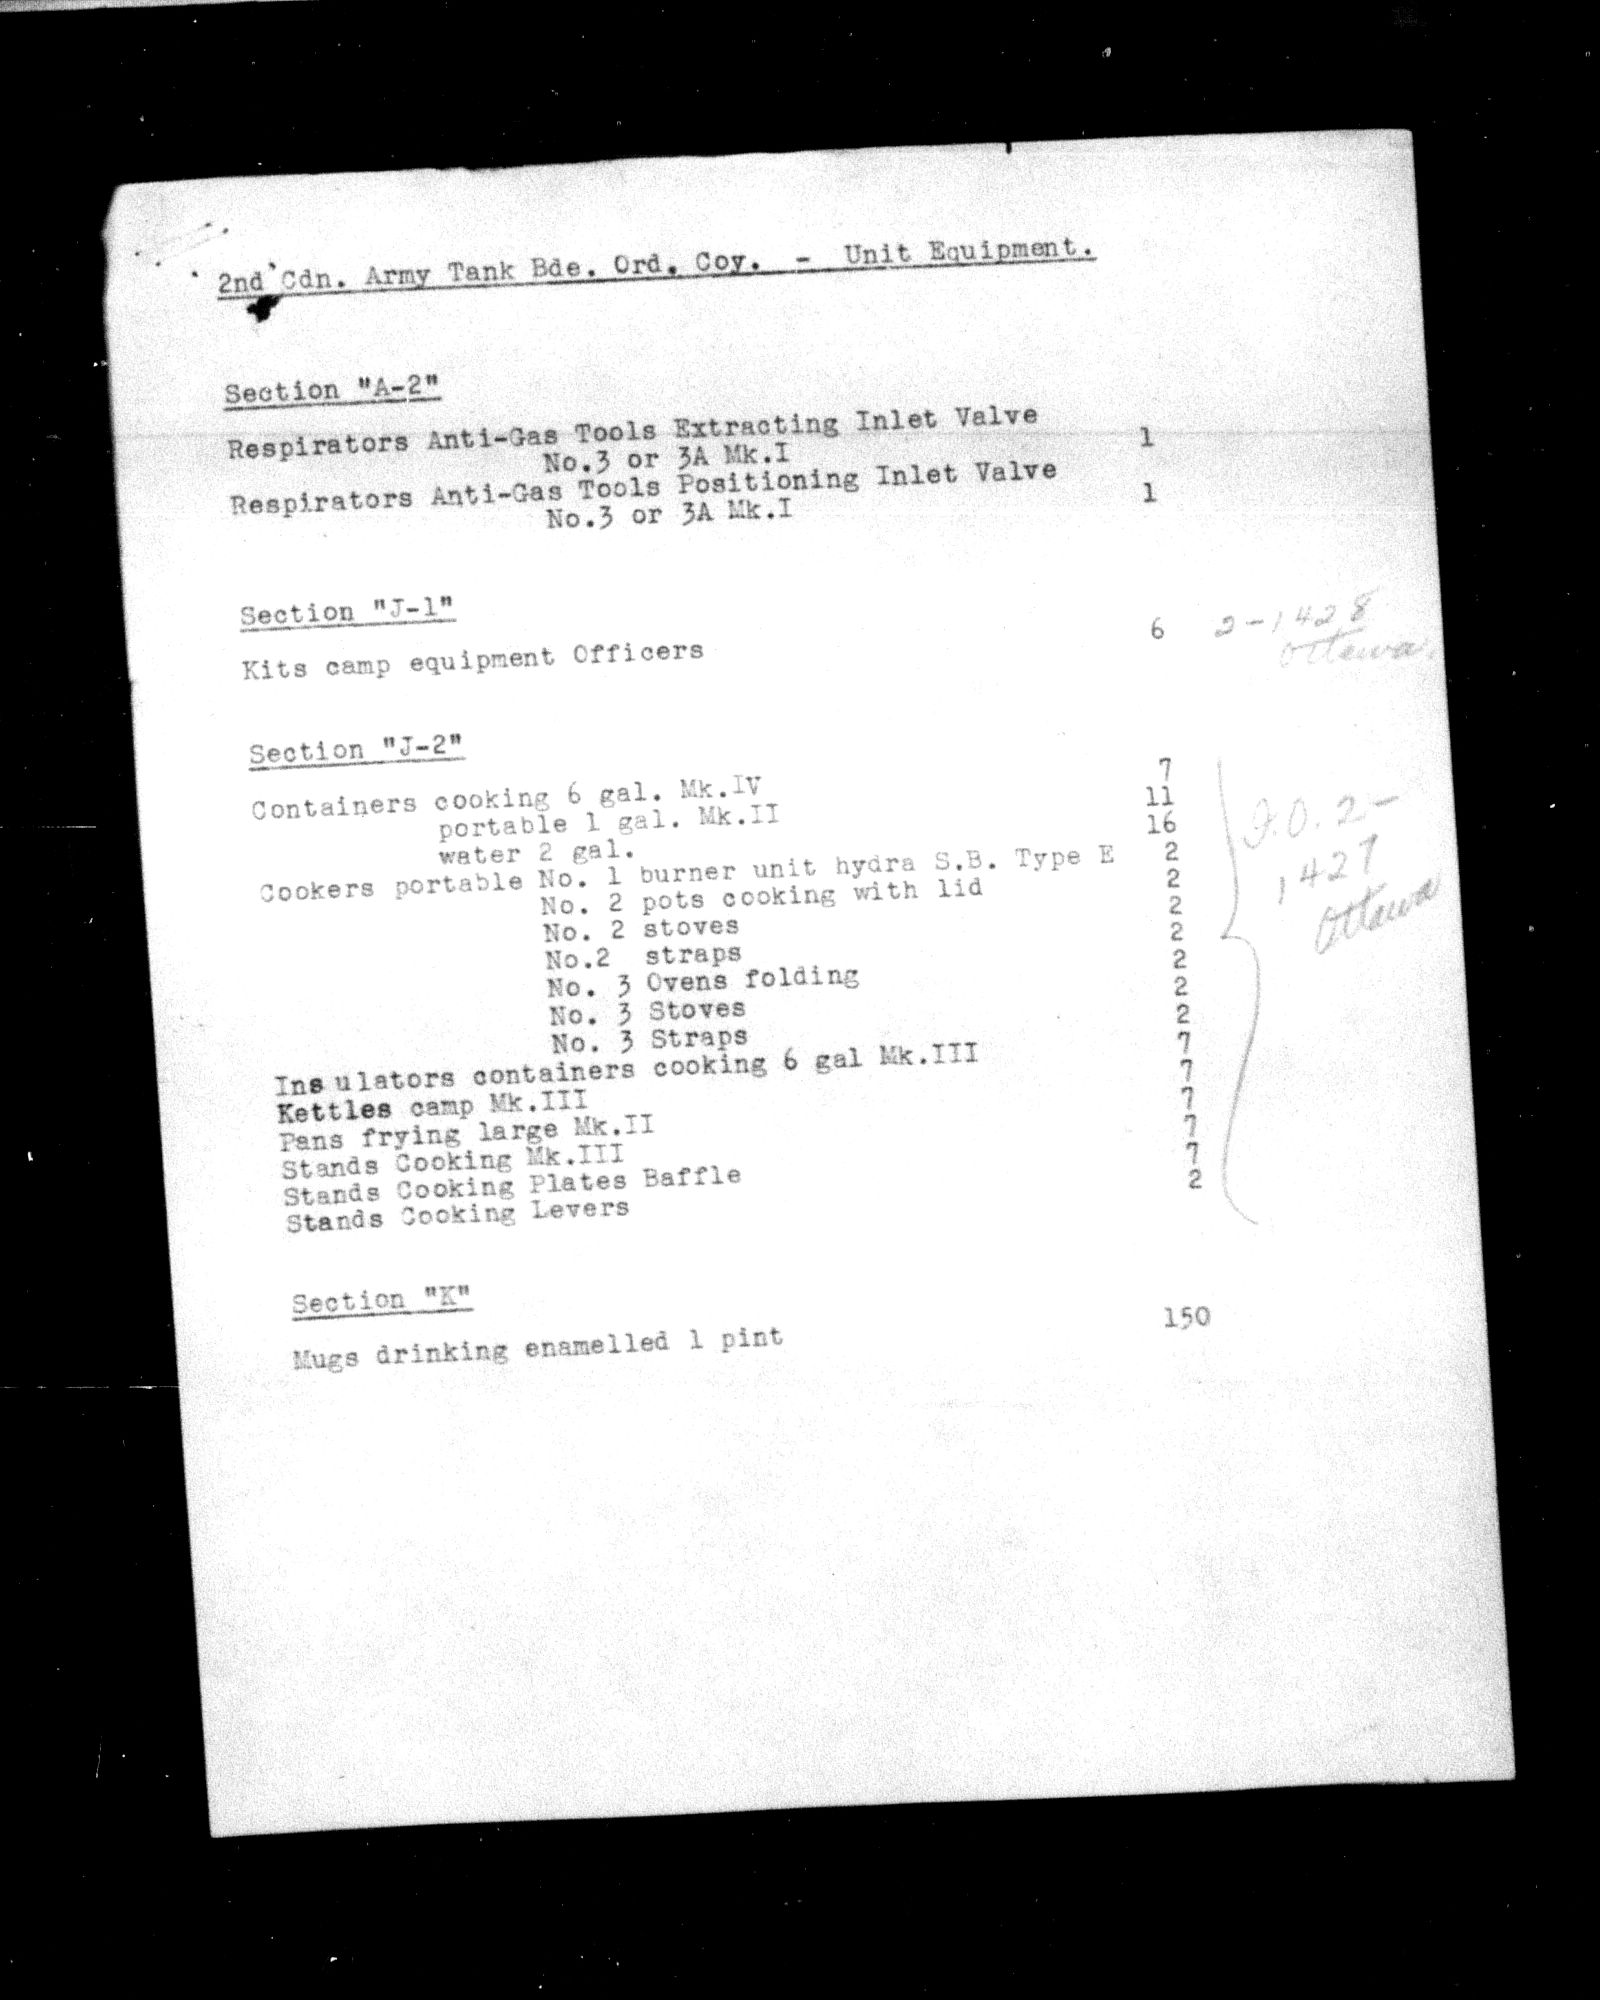 2nd Cdn. Army Tank Bde. Ord. Coy. - Unit Equipment.
Section "A-2"
Respirators Anti-Gas Tools Extracting Inlet Valve
No.3 or 3A Mk.I 1
Respirators Anti-Gas Tools Positioning Inlet Valve
No.3 or 3A Mk.I 1
Section "J-1"
Kits camp equipment Officers 6 2-1428
Ottawa.
Section "J-2"
Containers cooking 6 gal. Mk.IV 7
portable 1 gal. Mk.II 11
water 2 gal. 16
Cookers portable No. 1 burner unit hydra S.B. Type E 2
No. 2 pots cooking with lid 2
No. 2 stoves 2
No.2 straps 2
No. 3 Ovens folding 2
No. 3 Stoves 2
No. 3 Straps 2
Insulators containers cooking 6 gal Mk.III 7
Kettles camp Mk.III 7
Pans frying large Mk.II 7
Stands Cooking Mk.III 7
Stands Cooking Plates Baffle 7
Stands Cooking Levers 2
O. 2-
1427
Ottawa
Section "K"
Mugs drinking enamelled 1 pint 150